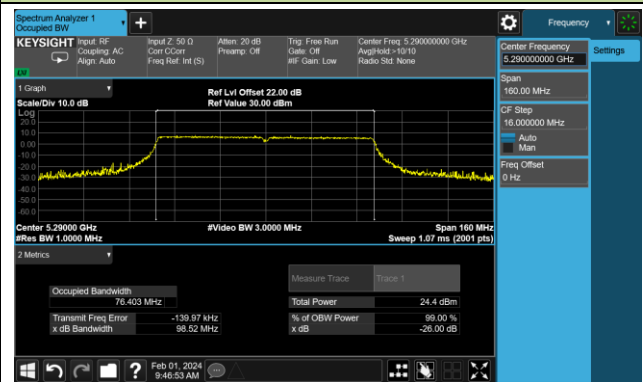 Spectrum Analyzer 1
Occupied BW
Frequency
KEYSIGHT
Input: RF
Coupling: AC
Align: Auto
Input Z: 50 Ω
Corr CCorr
Freq Ref: Int (S)
Atten: 20 dB
Preamp: Off
Trig: Free Run
Gate: Off
#IF Gain: Low
Center Freq: 5.290000000 GHz
Avg|Hold:>10/10
Radio Std: None
Center Frequency
5.290000000 GHz
Settings
Span
160.00 MHz
CF Step
16.000000 MHz
Auto
Man
Freq Offset
0 Hz
1 Graph
Scale/Div 10.0 dB
Ref Lvl Offset 22.00 dB
Ref Value 30.00 dBm
Log
20.0
10.0
0.00
-10.0
-20.0
-30.0
-40.0
-50.0
-60.0
Center 5.29000 GHz
#Res BW 1.0000 MHz
#Video BW 3.0000 MHz
Span 160 MHz
Sweep 1.07 ms (2001 pts)
2 Metrics
Measure Trace
Trace 1
Occupied Bandwidth
76.403 MHz
Total Power
24.4 dBm
Transmit Freq Error
-139.97 kHz
% of OBW Power
99.00 %
x dB Bandwidth
98.52 MHz
x dB
-26.00 dB
?
Feb 01, 2024
9:46:53 AM